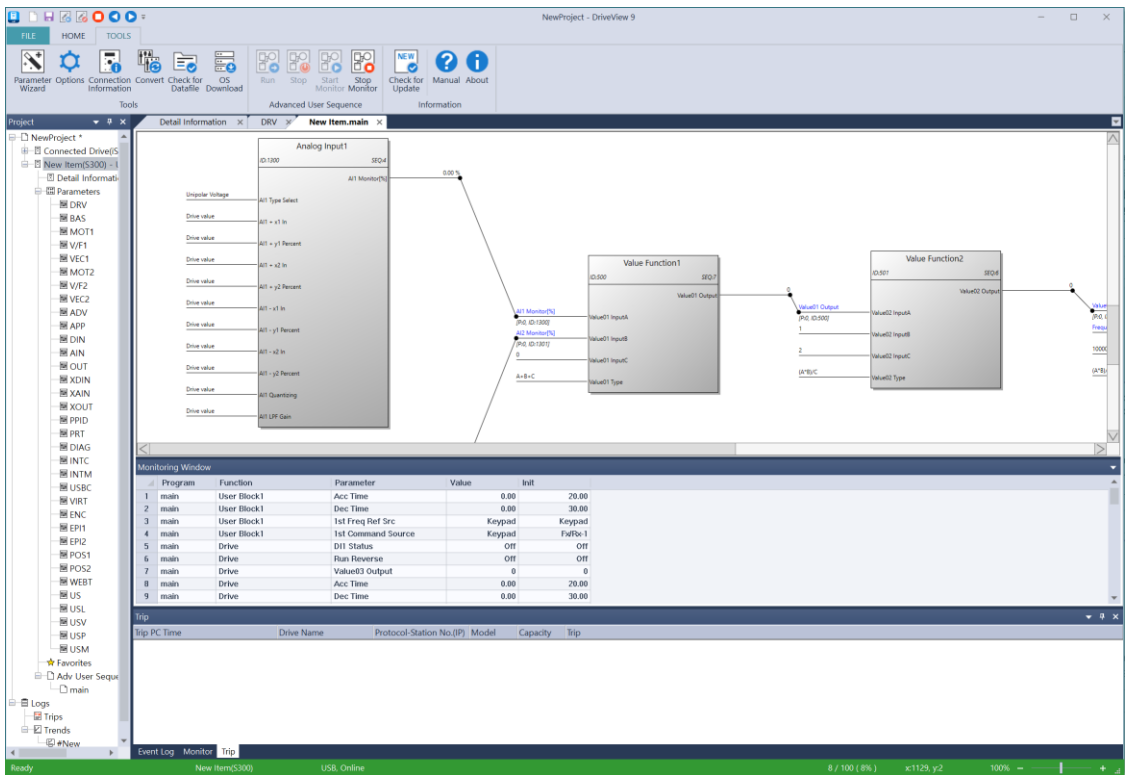 NewProject - DriveView 9
FILE HOME TOOLS
Parameter Wizard
Options
Connection Information
Convert
Check for Datafile
OS Download
Run
Stop
Start Monitor
Stop Monitor
NEW
Check for Update
Manual
About
Tools
Advanced User Sequence
Information
Project
NewProject *
Connected Drive(iS
New Item(S300) - 1
Detail Informati
Parameters
DRV
BAS
MOT1
V/F1
VEC1
MOT2
V/F2
VEC2
ADV
APP
DIN
AIN
OUT
XDIN
XAIN
XOUT
PPID
PRT
DIAG
INTC
INTM
USBC
VIRT
ENC
EPI1
EPI2
POS1
POS2
WEBT
US
USL
USV
USP
USM
Favorites
Adv User Seque
main
Logs
Trips
Trends
#New
Detail Information
DRV
New Item.main
Analog Input1
ID:1300 SEQ:4
AI1 Monitor[%]
0.00 %
Unipolar Voltage AI1 Type Select
Drive value AI1 + x1 In
Drive value AI1 + y1 Percent
Drive value AI1 + x2 In
Drive value AI1 + y2 Percent
Drive value AI1 - x1 In
Drive value AI1 - y1 Percent
Drive value AI1 - x2 In
Drive value AI1 - y2 Percent
Drive value AI1 Quantizing
Drive value AI1 LPF Gain
Value Function1
ID:500 SEQ:7
Value01 Output
0
AI1 Monitor[%]
[Pr0, ID:1300] Value01 InputA
AI2 Monitor[%]
[Pr0, ID:1301] Value01 InputB
0 Value01 InputC
A+B+C Value01 Type
Value Function2
ID:501 SEQ:8
Value02 Output
0
Value01 Output
[Pr0, ID:500] Value02 InputA
1 Value02 InputB
2 Value02 InputC
(A*B)/C Value02 Type
Value
[Pr0, I
Frequ
10000
(A*B)/
Monitoring Window
Program Function Parameter Value Init
1 main User Block1 Acc Time 0.00 20.00
2 main User Block1 Dec Time 0.00 30.00
3 main User Block1 1st Freq Ref Src Keypad Keypad
4 main User Block1 1st Command Source Keypad Fx/Rx-1
5 main Drive DI1 Status Off Off
6 main Drive Run Reverse Off Off
7 main Drive Value03 Output 0 0
8 main Drive Acc Time 0.00 20.00
9 main Drive Dec Time 0.00 30.00
Trip
Trip PC Time Drive Name Protocol-Station No.(IP) Model Capacity Trip
Event Log Monitor Trip
Ready New Item(S300) USB, Online 8 / 100 ( 8% ) x:1129, y:2 100%